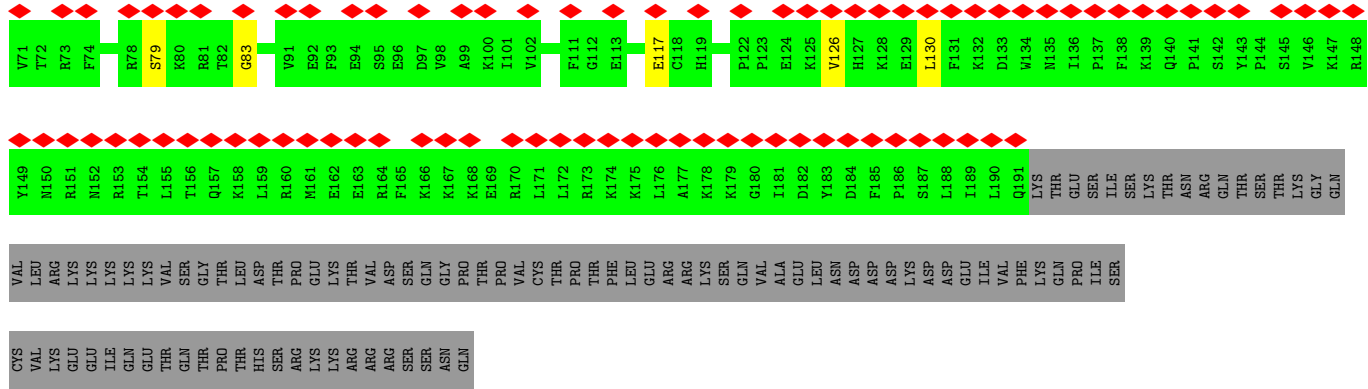 V71 T72 R73 F74 R78 S79 K80 R81 T82 G83 V91 E92 F93 E94 S95 E96 D97 V98 A99 K100 I101 V102 F111 G112 E113 E117 C118 H119 P122 P123 E124 K125 V126 H127 K128 E129 L130 F131 K132 D133 W134 N135 I136 P137 F138 K139 Q140 P141 S142 Y143 P144 S145 V146 K147 R148
Y149 N150 R151 N152 R153 T154 L155 T156 Q157 K158 L159 R160 M161 E162 E163 R164 F165 K166 K167 K168 E169 R170 L171 L172 R173 K174 K175 L176 A177 K178 K179 G180 I181 D182 Y183 D184 F185 P186 S187 L188 I189 L190 Q191 LYS THR GLU SER ILE SER LYS THR ASN ARG GLN THR SER THR LYS GLY GLN
VAL LEU ARG LYS LYS LYS LYS VAL SER GLY THR LEU ASP THR PRO GLU LYS THR VAL ASP SER GLN GLY PRO THR PRO VAL CYS THR PRO THR PHE LEU GLU ARG ARG LYS SER GLN VAL ALA GLU LEU ASN ASP ASP ASP LYS ASP ASP GLU ILE VAL PHE LYS GLN PRO ILE SER
CYS VAL LYS GLU GLU ILE GLN GLU THR GLN THR PRO THR HIS SER ARG LYS LYS ARG ARG ARG SER SER ASN GLN